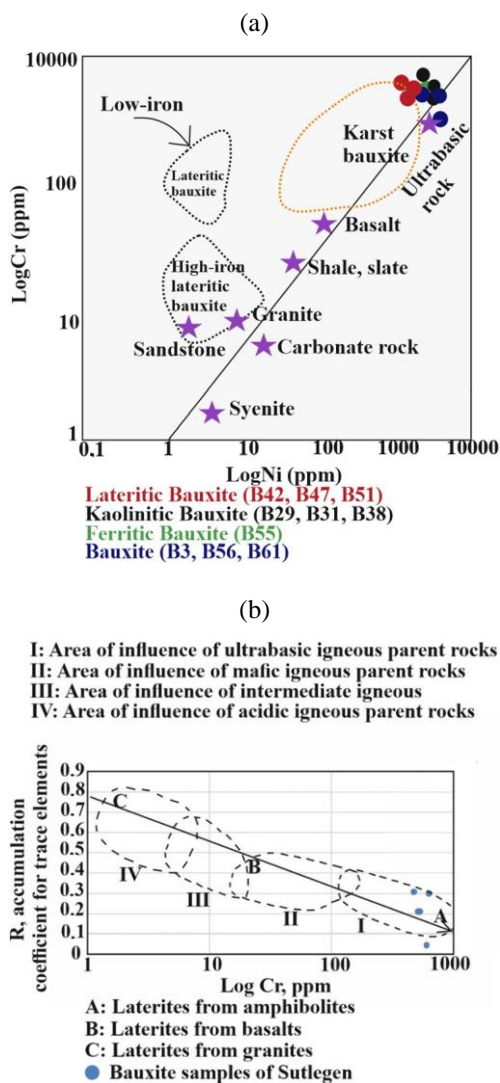 (a)
10000
100
10
1
LogCr (ppm)
Low-iron
Lateritic
bauxite
High-iron
lateritic
bauxite
Karst
bauxite
Ultrabasic
rock
Basalt
Shale, slate
Granite
Sandstone
Carbonate rock
Syenite
0.1 1 10 100 1000 10000
LogNi (ppm)
Lateritic Bauxite (B42, B47, B51)
Kaolinitic Bauxite (B29, B31, B38)
Ferritic Bauxite (B55)
Bauxite (B3, B56, B61)
(b)
I: Area of influence of ultrabasic igneous parent rocks
II: Area of influence of mafic igneous parent rocks
III: Area of influence of intermediate igneous
IV: Area of influence of acidic igneous parent rocks
R, accumulation
coefficient for trace elements
0.9
0.8
0.7
0.6
0.5
0.4
0.3
0.2
0.1
0
C
B
A
IV
III
II
I
1 10 100 1000
Log Cr, ppm
A: Laterites from amphibolites
B: Laterites from basalts
C: Laterites from granites
Bauxite samples of Sutlegen